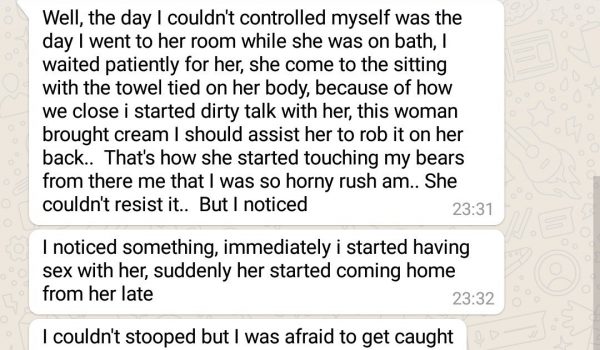 Well, the day I couldn't controlled myself was the
day I went to her room while she was on bath, I
waited patiently for her, she come to the sitting
with the towel tied on her body, because of how
we close i started dirty talk with her, this woman
brought cream I should assist her to rob it on her
back..  That's how she started touching my bears
from there me that I was so horny rush am.. She
couldn't resist it..  But I noticed
23:31
I noticed something, immediately i started having
sex with her, suddenly her started coming home
from her late
23:32
I couldn't stooped but I was afraid to get caught